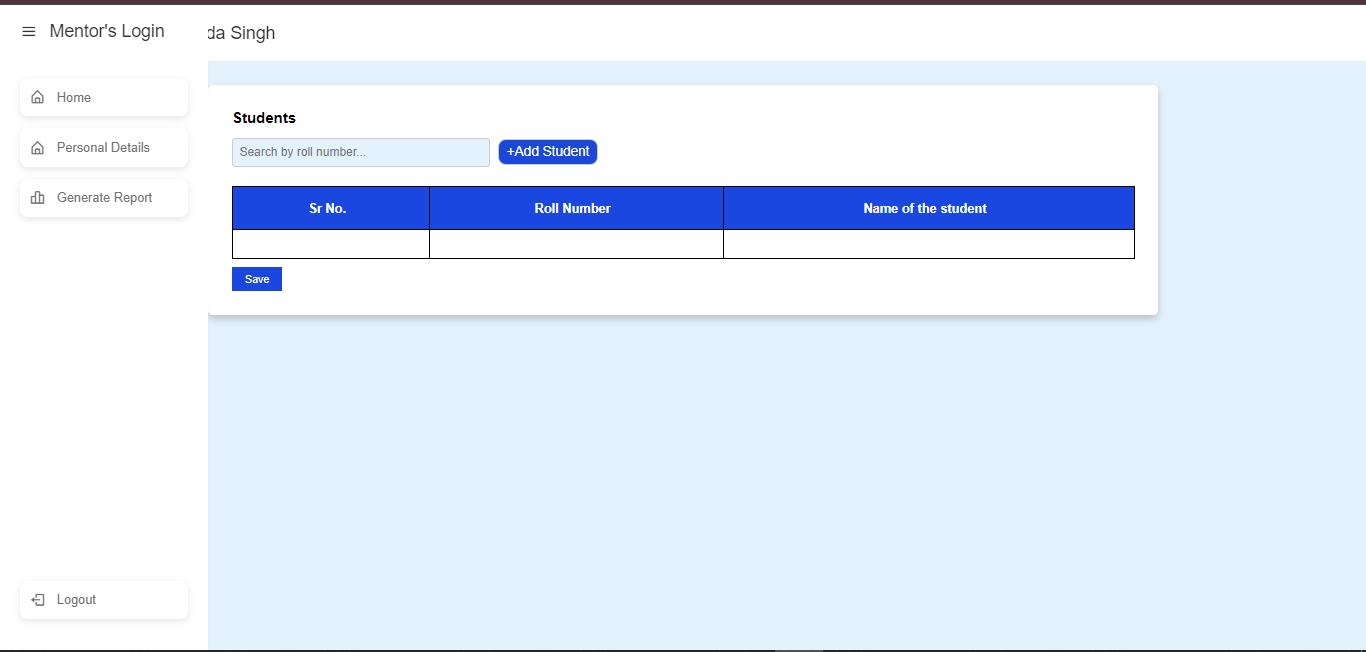 Mentor's Login
da Singh
Home
Personal Details
Generate Report
Students
Search by roll number...
+Add Student
Sr No. Roll Number Name of the student
Save
Logout